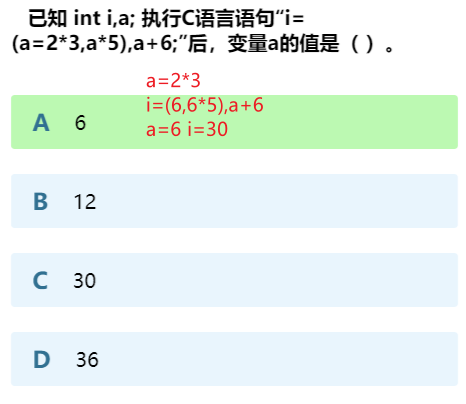 已知 int i,a; 执行C语言语句“i=
(a=2*3,a*5),a+6;”后，变量a的值是（ ）。
a=2*3
i=(6,6*5),a+6
a=6 i=30
A 6
B 12
C 30
D 36